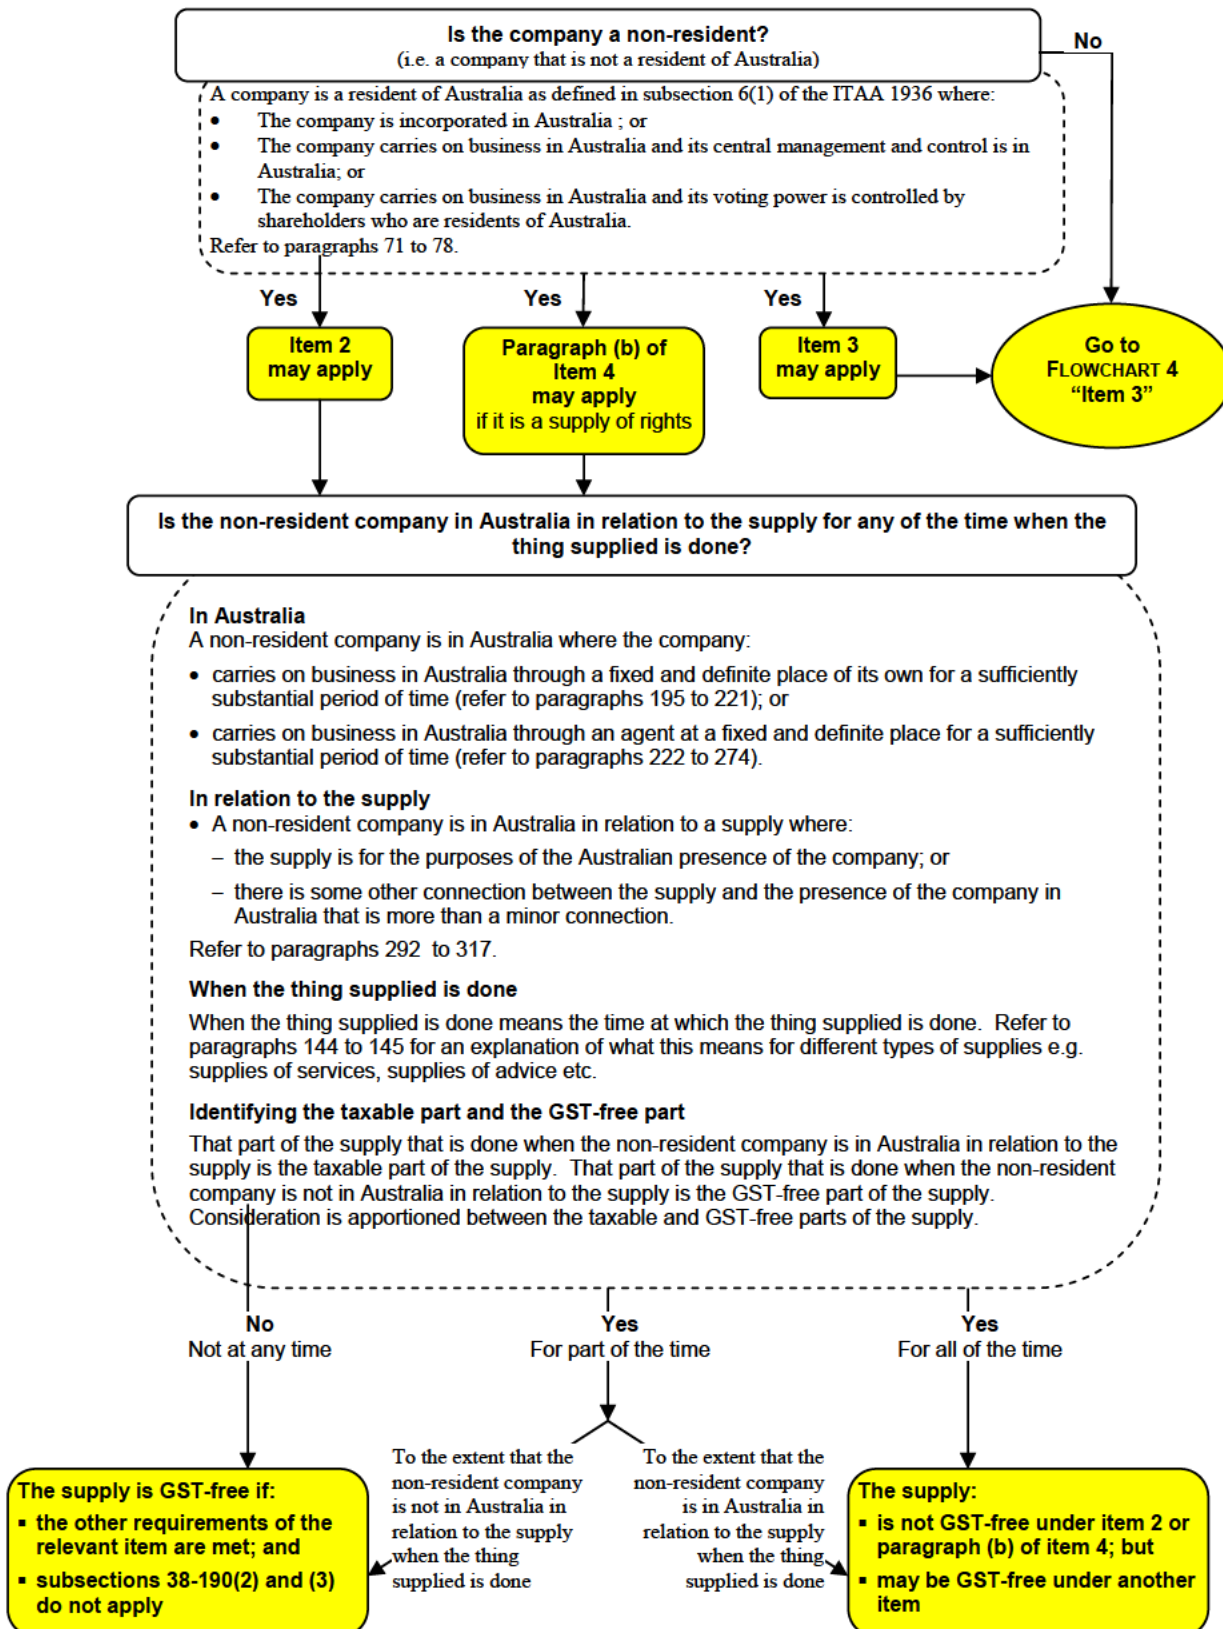 Is the company a non-resident?
(i.e. a company that is not a resident of Australia)
No
A company is a resident of Australia as defined in subsection 6(1) of the ITAA 1936 where:
• The company is incorporated in Australia ; or
• The company carries on business in Australia and its central management and control is in
Australia; or
• The company carries on business in Australia and its voting power is controlled by
shareholders who are residents of Australia.
Refer to paragraphs 71 to 78.
Yes
Yes
Yes
Item 2
may apply
Paragraph (b) of
Item 4
may apply
if it is a supply of rights
Item 3
may apply
Go to
FLOWCHART 4
“Item 3”
Is the non-resident company in Australia in relation to the supply for any of the time when the
thing supplied is done?
In Australia
A non-resident company is in Australia where the company:
• carries on business in Australia through a fixed and definite place of its own for a sufficiently
substantial period of time (refer to paragraphs 195 to 221); or
• carries on business in Australia through an agent at a fixed and definite place for a sufficiently
substantial period of time (refer to paragraphs 222 to 274).
In relation to the supply
• A non-resident company is in Australia in relation to a supply where:
– the supply is for the purposes of the Australian presence of the company; or
– there is some other connection between the supply and the presence of the company in
Australia that is more than a minor connection.
Refer to paragraphs 292 to 317.
When the thing supplied is done
When the thing supplied is done means the time at which the thing supplied is done. Refer to
paragraphs 144 to 145 for an explanation of what this means for different types of supplies e.g.
supplies of services, supplies of advice etc.
Identifying the taxable part and the GST-free part
That part of the supply that is done when the non-resident company is in Australia in relation to the
supply is the taxable part of the supply. That part of the supply that is done when the non-resident
company is not in Australia in relation to the supply is the GST-free part of the supply.
Consideration is apportioned between the taxable and GST-free parts of the supply.
No
Not at any time
Yes
For part of the time
Yes
For all of the time
To the extent that the
non-resident company
is not in Australia in
relation to the supply
when the thing
supplied is done
To the extent that the
non-resident company
is in Australia in
relation to the supply
when the thing
supplied is done
The supply is GST-free if:
▪ the other requirements of the
relevant item are met; and
▪ subsections 38-190(2) and (3)
do not apply
The supply:
▪ is not GST-free under item 2 or
paragraph (b) of item 4; but
▪ may be GST-free under another
item